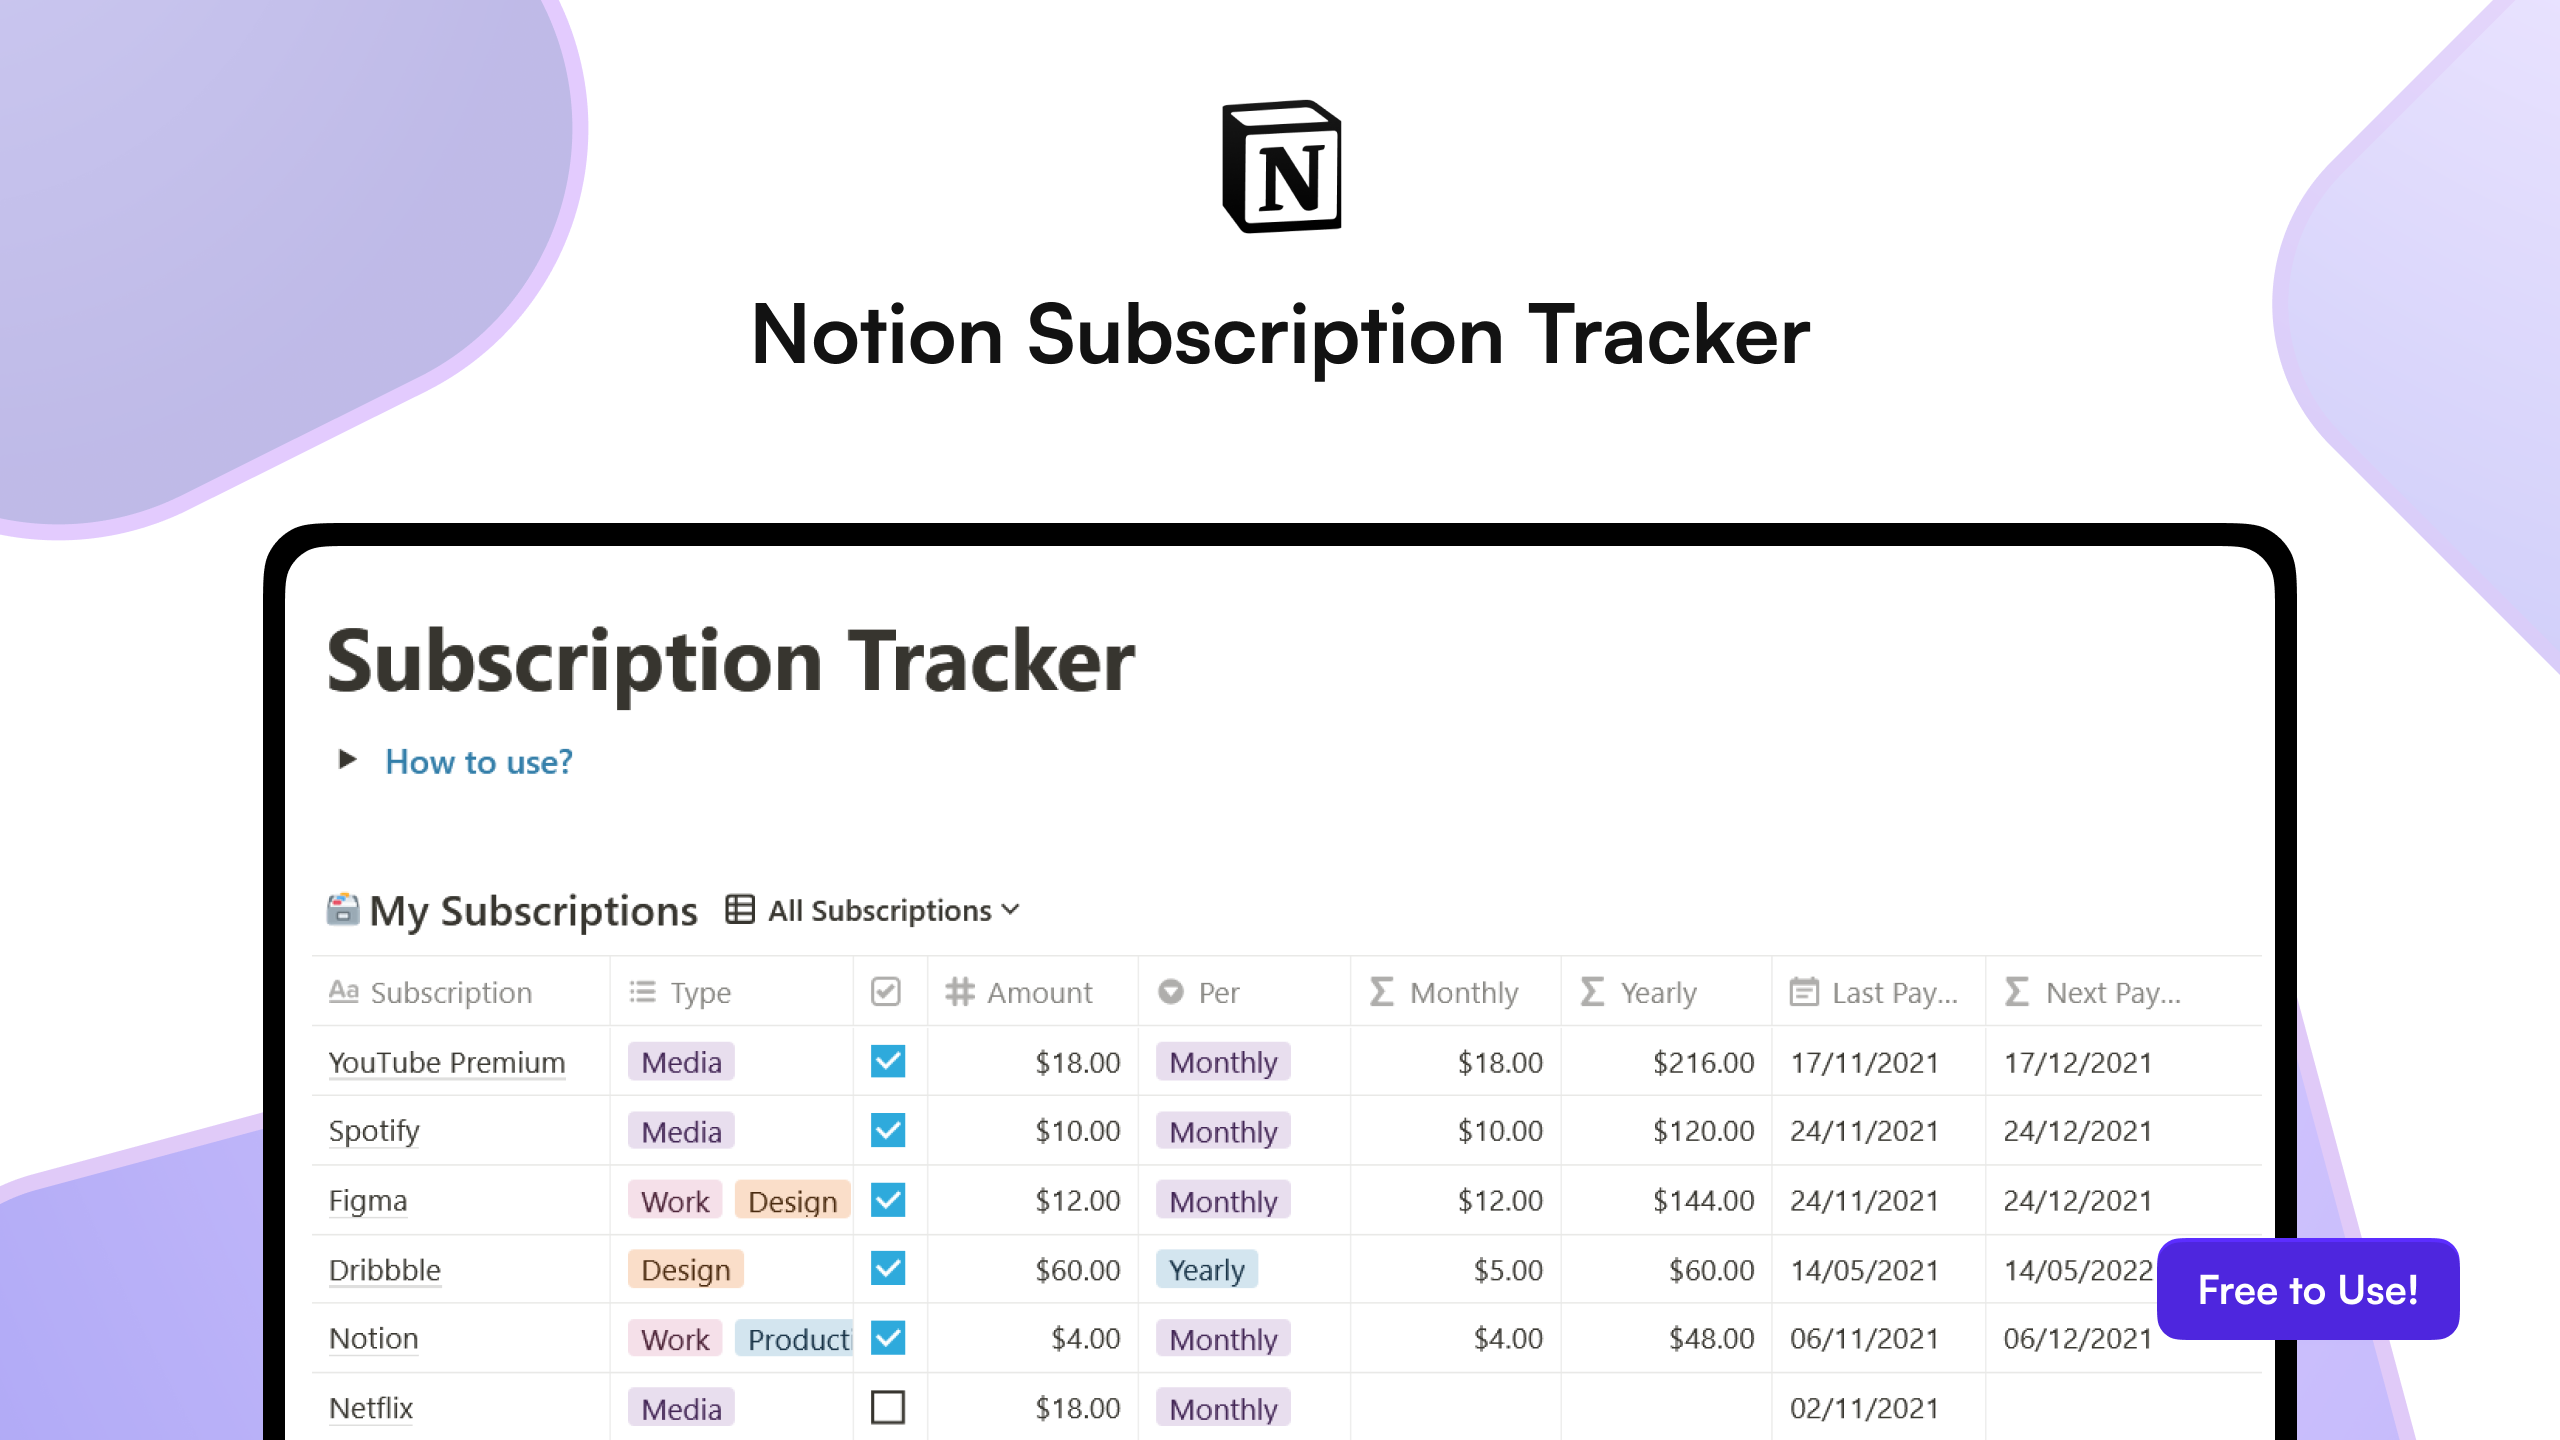 N
Notion Subscription Tracker
Subscription Tracker
How to use?
My Subscriptions All Subscriptions
Aa Subscription Type Amount Per Σ Monthly Σ Yearly Last Pay... Σ Next Pay...
YouTube Premium Media $18.00 Monthly $18.00 $216.00 17/11/2021 17/12/2021
Spotify Media $10.00 Monthly $10.00 $120.00 24/11/2021 24/12/2021
Figma Work Design $12.00 Monthly $12.00 $144.00 24/11/2021 24/12/2021
Dribbble Design $60.00 Yearly $5.00 $60.00 14/05/2021 14/05/2022
Free to Use!
Notion Work Producti $4.00 Monthly $4.00 $48.00 06/11/2021 06/12/2021
Netflix Media $18.00 Monthly 02/11/2021